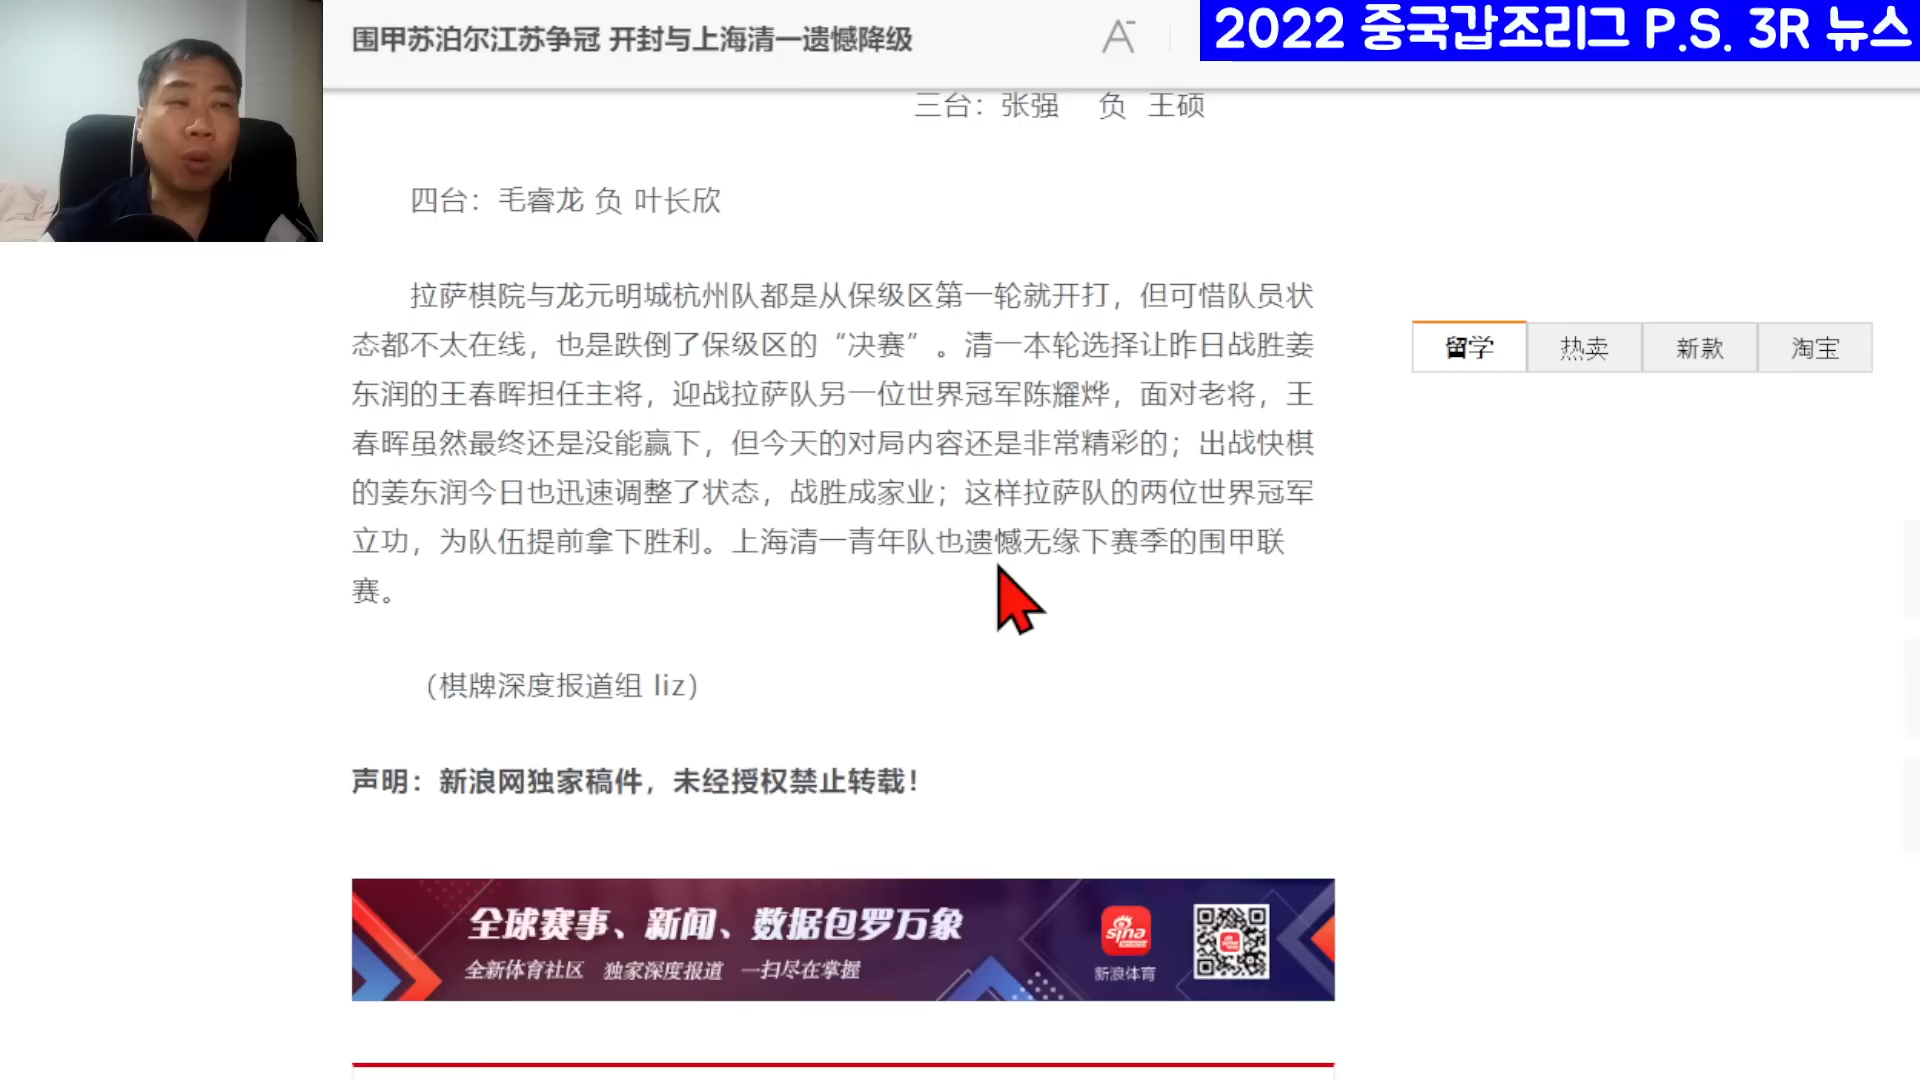 围甲苏泊尔江苏争冠 开封与上海清一遗憾降级
A-
2022 중국갑조리그 P.S. 3R 뉴스
三台：张强 负 王硕
四台：毛睿龙 负 叶长欣
拉萨棋院与龙元明城杭州队都是从保级区第一轮就开打，但可惜队员状
态都不太在线，也是跌倒了保级区的“决赛”。清一本轮选择让昨日战胜姜
东润的王春晖担任主将，迎战拉萨队另一位世界冠军陈耀烨，面对老将，王
春晖虽然最终还是没能赢下，但今天的对局内容还是非常精彩的；出战快棋
的姜东润今日也迅速调整了状态，战胜成家业；这样拉萨队的两位世界冠军
立功，为队伍提前拿下胜利。上海清一青年队也遗憾无缘下赛季的围甲联
赛。
留学 热卖 新款 淘宝
（棋牌深度报道组 liz）
声明：新浪网独家稿件，未经授权禁止转载！
全球赛事、新闻、数据包罗万象
全新体育社区 独家深度报道 一扫尽在掌握
sina
新浪体育